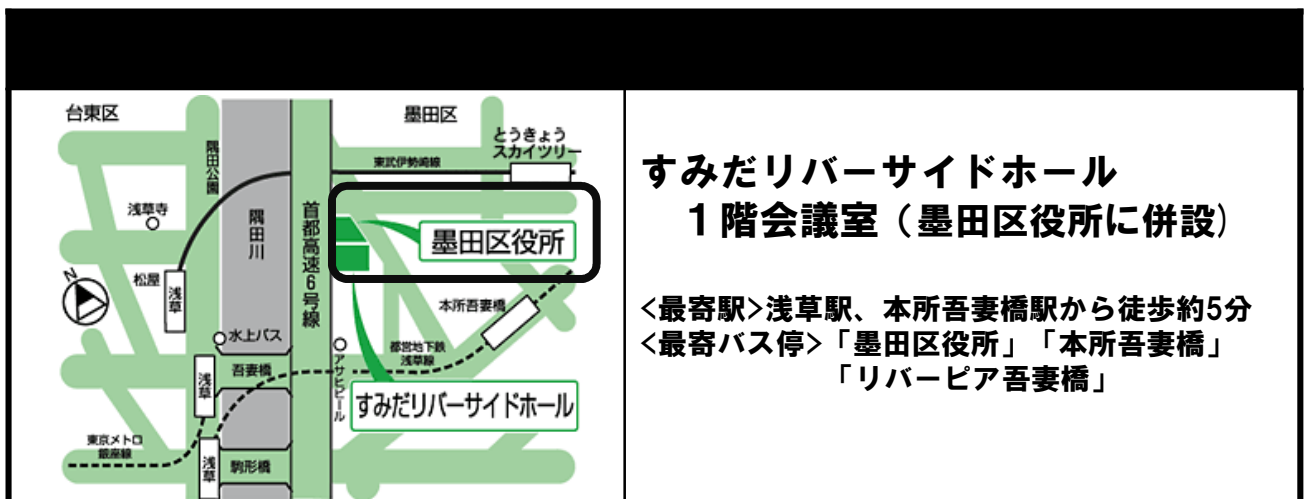 台東区
墨田区
とうきょう
スカイツリー
東武伊勢崎線
隅田公園
浅草寺
隅田川
首都高速6号線
墨田区役所
N
松屋
浅草
本所吾妻橋
水上バス
都営地下鉄
浅草線
吾妻橋
アサヒビール
浅草
すみだリバーサイドホール
東京メトロ
銀座線
浅草
駒形橋
すみだリバーサイドホール
１階会議室（墨田区役所に併設）
<最寄駅>浅草駅、本所吾妻橋駅から徒歩約5分
<最寄バス停>「墨田区役所」「本所吾妻橋」
「リバーピア吾妻橋」